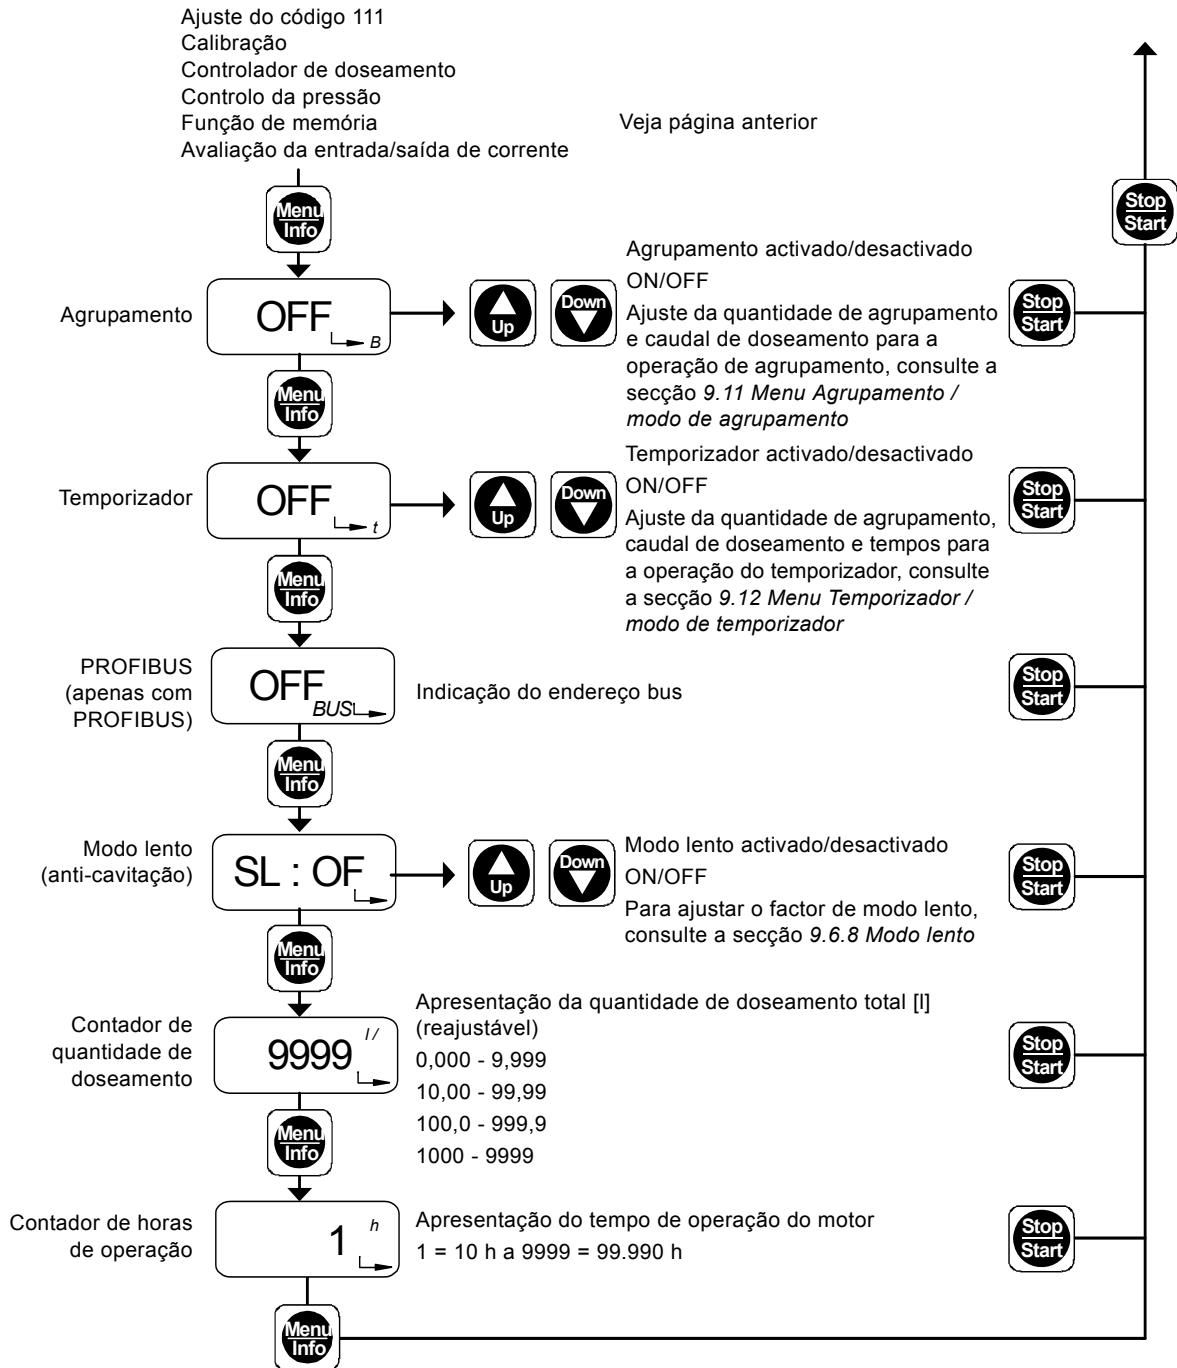 Ajuste do código 111
Calibração
Controlador de doseamento
Controlo da pressão
Função de memória
Avaliação da entrada/saída de corrente
Veja página anterior
Menu
Info
Stop
Start
Agrupamento
OFF
B
Up
Down
Agrupamento activado/desactivado
ON/OFF
Ajuste da quantidade de agrupamento
e caudal de doseamento para a
operação de agrupamento, consulte a
secção 9.11 Menu Agrupamento /
modo de agrupamento
Stop
Start
Menu
Info
Temporizador
OFF
t
Up
Down
Temporizador activado/desactivado
ON/OFF
Ajuste da quantidade de agrupamento,
caudal de doseamento e tempos para
a operação do temporizador, consulte
a secção 9.12 Menu Temporizador /
modo de temporizador
Stop
Start
Menu
Info
PROFIBUS
(apenas com
PROFIBUS)
OFF
BUS
Indicação do endereço bus
Stop
Start
Menu
Info
Modo lento
(anti-cavitação)
SL : OF
Up
Down
Modo lento activado/desactivado
ON/OFF
Para ajustar o factor de modo lento,
consulte a secção 9.6.8 Modo lento
Stop
Start
Menu
Info
Contador de
quantidade de
doseamento
9999
l /
Apresentação da quantidade de doseamento total [l]
(reajustável)
0,000 - 9,999
10,00 - 99,99
100,0 - 999,9
1000 - 9999
Stop
Start
Menu
Info
Contador de horas
de operação
1
h
Apresentação do tempo de operação do motor
1 = 10 h a 9999 = 99.990 h
Stop
Start
Menu
Info